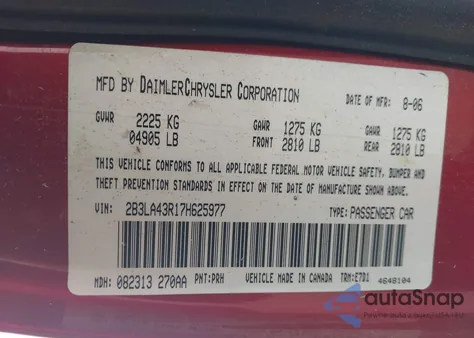 MFD BY DAIMLERCHRYSLER CORPORATION DATE OF MFR: 8-06
GVWR 2225 KG GAWR 1275 KG GAWR 1275 KG
04905 LB FRONT 2810 LB REAR 2810 LB
THIS VEHICLE CONFORMS TO ALL APPLICABLE FEDERAL MOTOR VEHICLE SAFETY, BUMPER AND
THEFT PREVENTION STANDARDS IN EFFECT ON THE DATE OF MANUFACTURE SHOWN ABOVE.
VIN: 2B3LA43R17H625977 TYPE: PASSENGER CAR
MDH: 082313 270AA PNT: PRH VEHICLE MADE IN CANADA TRM: E7D1 4648104
autoSnap